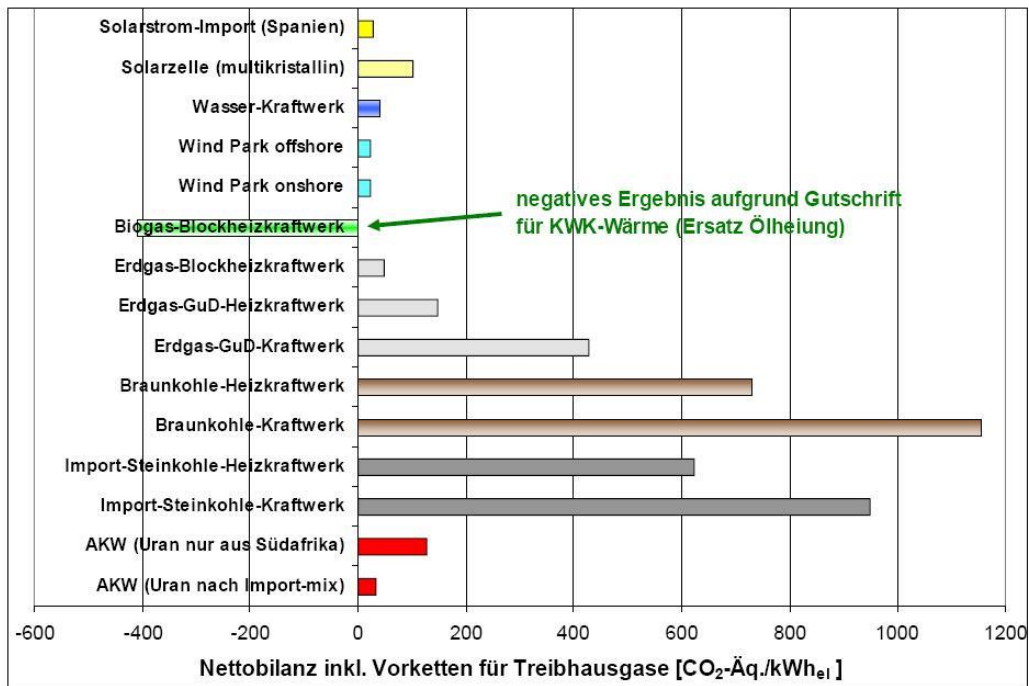 Solarstrom-Import (Spanien)
Solarzelle (multikristallin)
Wasser-Kraftwerk
Wind Park offshore
Wind Park onshore
negatives Ergebnis aufgrund Gutschrift
für KWK-Wärme (Ersatz Ölheiung)
Biogas-Blockheizkraftwerk
Erdgas-Blockheizkraftwerk
Erdgas-GuD-Heizkraftwerk
Erdgas-GuD-Kraftwerk
Braunkohle-Heizkraftwerk
Braunkohle-Kraftwerk
Import-Steinkohle-Heizkraftwerk
Import-Steinkohle-Kraftwerk
AKW (Uran nur aus Südafrika)
AKW (Uran nach Import-mix)
-600 -400 -200 0 200 400 600 800 1000 1200
Nettobilanz inkl. Vorketten für Treibhausgase [CO₂-Äq./kWhₑₗ ]